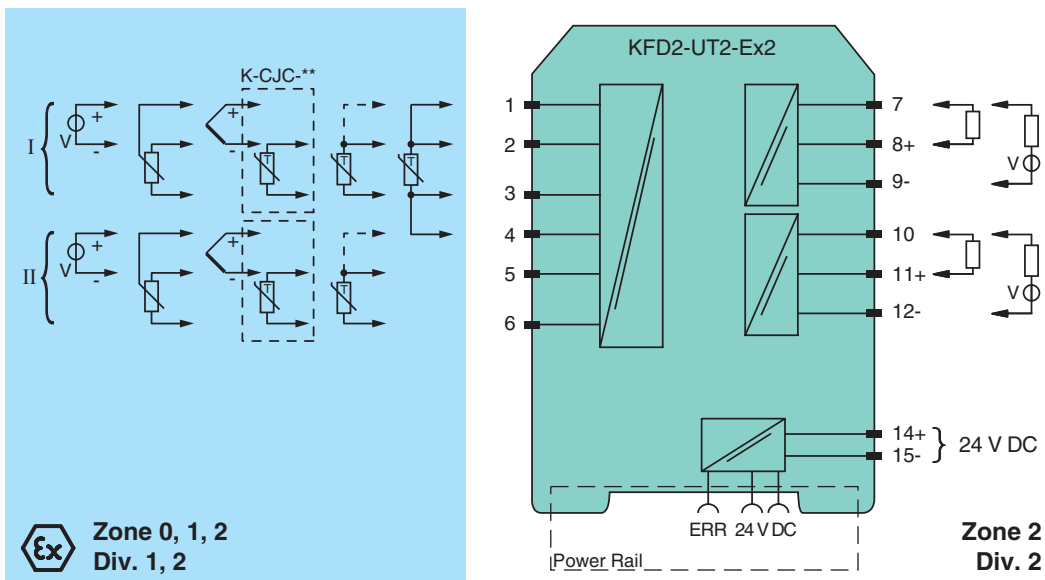 KFD2-UT2-Ex2
K-CJC-**
I
V
+
-
+
-
T
T
T
II
V
+
-
+
-
T
T
1
2
3
4
5
6
7
8+
9-
V
10
11+
12-
V
14+
15-
24 V DC
ERR
24 V DC
Power Rail
Ex
Zone 0, 1, 2
Div. 1, 2
Zone 2
Div. 2